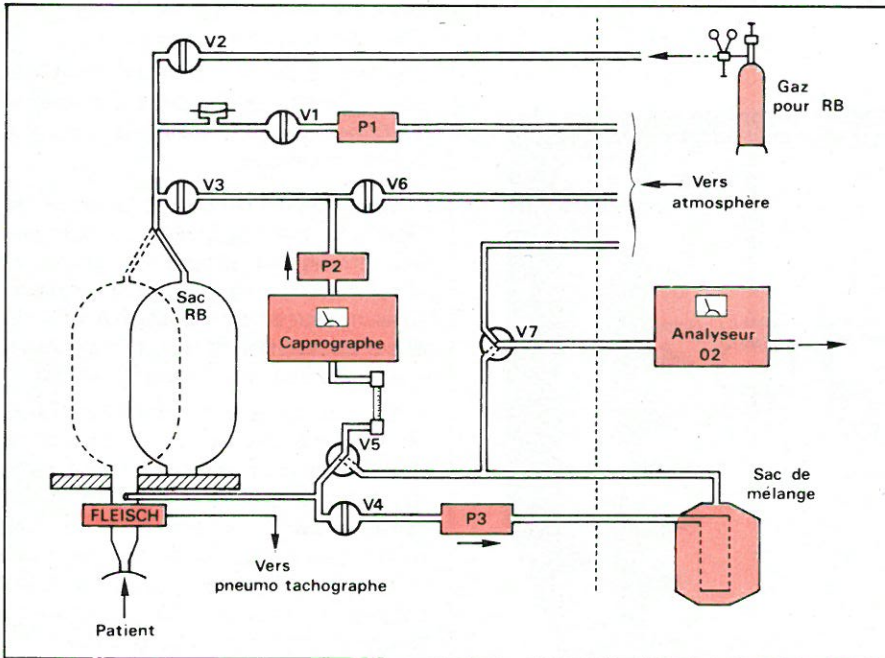 V2
Gaz
pour RB
V1
P1
V3
V6
Vers
atmosphère
P2
Sac
RB
Capnographe
V7
Analyseur
02
V5
Sac de
mélange
V4
P3
FLEISCH
Vers
pneumo tachographe
Patient